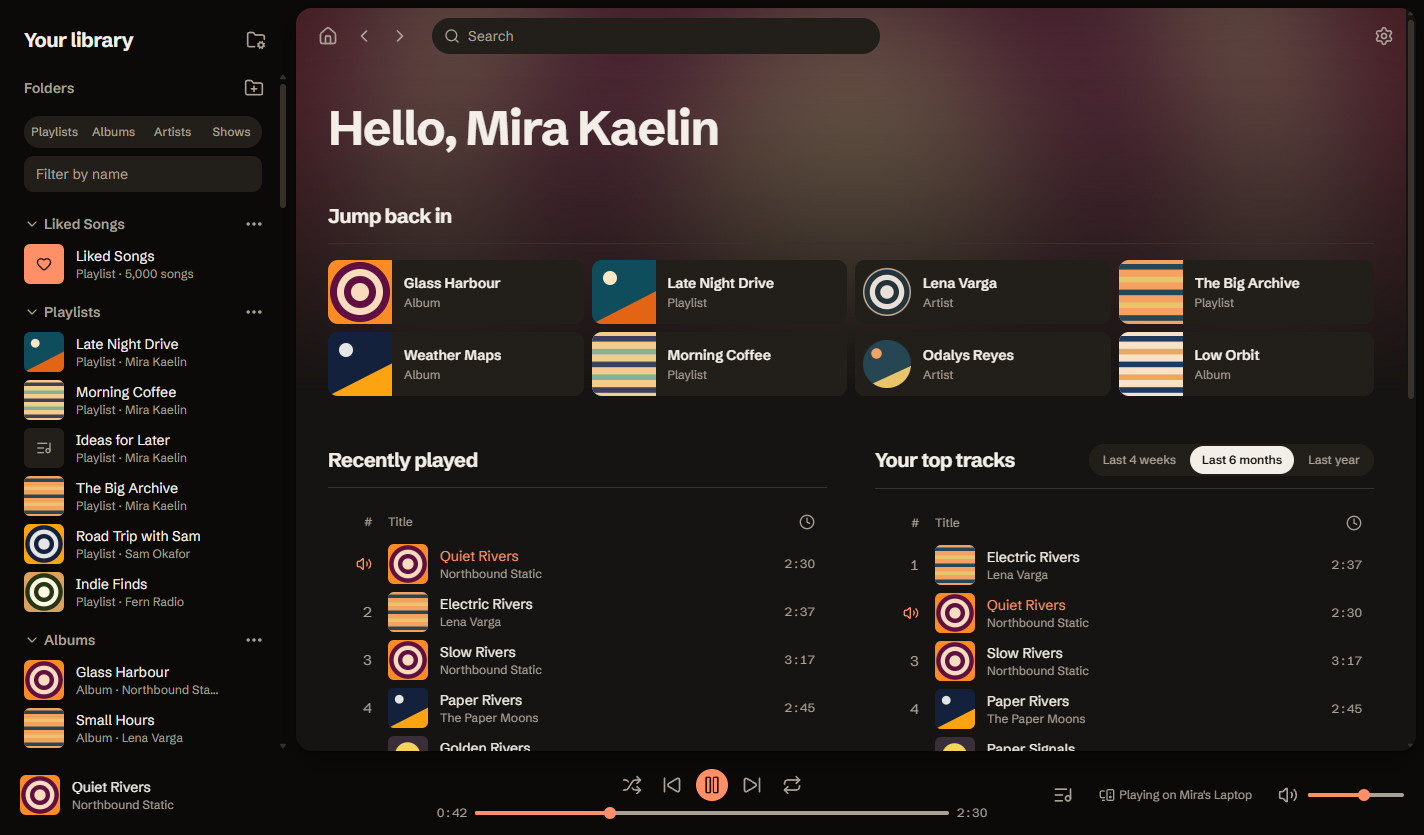 Your library
Folders
Playlists Albums Artists Shows
Filter by name
Liked Songs
Liked Songs
Playlist · 5,000 songs
Playlists
Late Night Drive
Playlist · Mira Kaelin
Morning Coffee
Playlist · Mira Kaelin
Ideas for Later
Playlist · Mira Kaelin
The Big Archive
Playlist · Mira Kaelin
Road Trip with Sam
Playlist · Sam Okafor
Indie Finds
Playlist · Fern Radio
Albums
Glass Harbour
Album · Northbound Sta...
Small Hours
Album · Lena Varga
Search
Hello, Mira Kaelin
Jump back in
Glass Harbour
Album
Late Night Drive
Playlist
Lena Varga
Artist
The Big Archive
Playlist
Weather Maps
Album
Morning Coffee
Playlist
Odalys Reyes
Artist
Low Orbit
Album
Recently played
# Title
Quiet Rivers
Northbound Static
2:30
2
Electric Rivers
Lena Varga
2:37
3
Slow Rivers
Northbound Static
3:17
4
Paper Rivers
The Paper Moons
2:45
Golden Rivers
Your top tracks
Last 4 weeks Last 6 months Last year
# Title
1
Electric Rivers
Lena Varga
2:37
Quiet Rivers
Northbound Static
2:30
3
Slow Rivers
Northbound Static
3:17
4
Paper Rivers
The Paper Moons
2:45
Paper Signals
Quiet Rivers
Northbound Static
0:42
2:30
Playing on Mira's Laptop